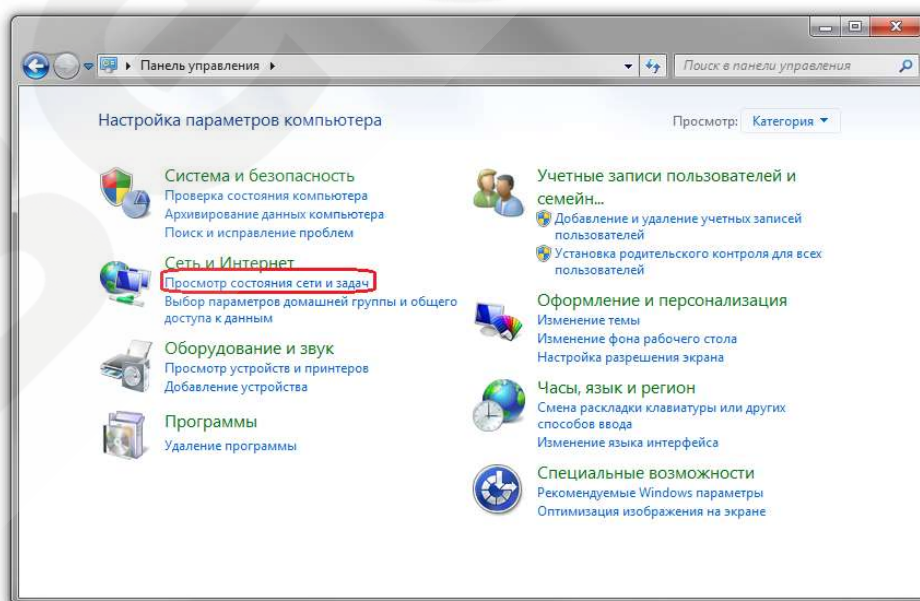 Панель управления
Поиск в панели управления
Настройка параметров компьютера
Просмотр: Категория
Система и безопасность
Проверка состояния компьютера
Архивирование данных компьютера
Поиск и исправление проблем
Сеть и Интернет
Просмотр состояния сети и задач
Выбор параметров домашней группы и общего
доступа к данным
Оборудование и звук
Просмотр устройств и принтеров
Добавление устройства
Программы
Удаление программы
Учетные записи пользователей и
семейн...
Добавление и удаление учетных записей
пользователей
Установка родительского контроля для всех
пользователей
Оформление и персонализация
Изменение темы
Изменение фона рабочего стола
Настройка разрешения экрана
Часы, язык и регион
Смена раскладки клавиатуры или других
способов ввода
Изменение языка интерфейса
Специальные возможности
Рекомендуемые Windows параметры
Оптимизация изображения на экране